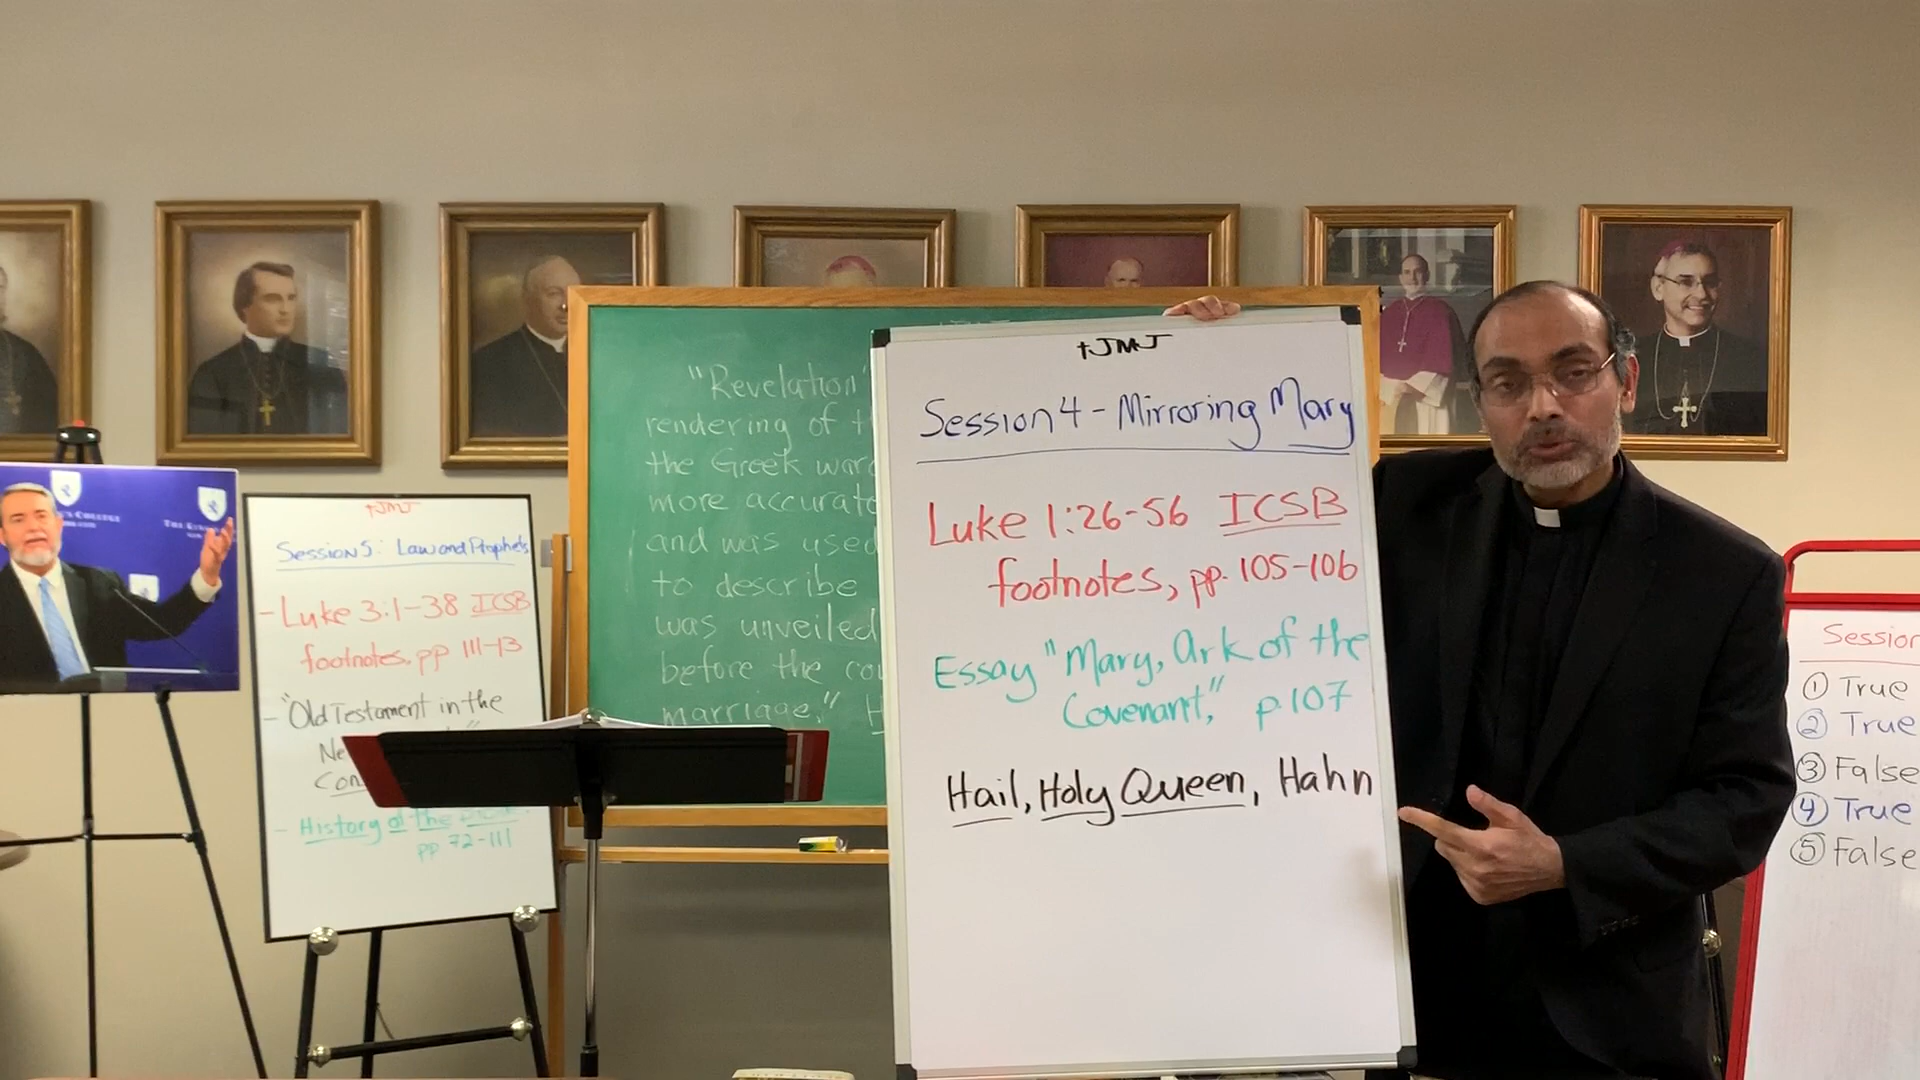 †JMJ
Session 4 - Mirroring Mary
Luke 1:26-56 ICSB
footnotes, pp. 105-106
Essay "Mary, Ark of the
Covenant," p. 107
Hail, Holy Queen, Hahn
†JMJ
Session 5: Law and Prophets
- Luke 3:1-38 ICSB
footnotes, pp 111-13
- "Old Testament in the
- History of the
pp 72-111
"Revelation"
rendering of
the Greek
more
and was used
to describe
was unveiled
before the
marriage,"
① True
② True
③ False
④ True
⑤ False